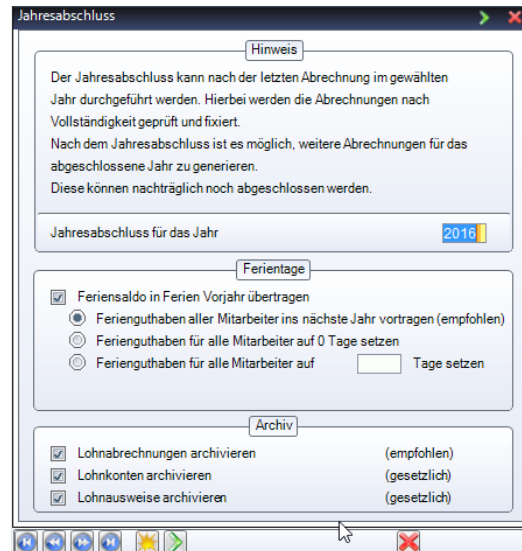 Jahresabschluss
Hinweis
Der Jahresabschluss kann nach der letzten Abrechnung im gewählten
Jahr durchgeführt werden. Hierbei werden die Abrechnungen nach
Vollständigkeit geprüft und fixiert.
Nach dem Jahresabschluss ist es möglich, weitere Abrechnungen für das
abgeschlossene Jahr zu generieren.
Diese können nachträglich noch abgeschlossen werden.
Jahresabschluss für das Jahr 2016
Ferientage
Feriensaldo in Ferien Vorjahr übertragen
Ferienguthaben aller Mitarbeiter ins nächste Jahr vortragen (empfohlen)
Ferienguthaben für alle Mitarbeiter auf 0 Tage setzen
Ferienguthaben für alle Mitarbeiter auf Tage setzen
Archiv
Lohnabrechnungen archivieren (empfohlen)
Lohnkonten archivieren (gesetzlich)
Lohnausweise archivieren (gesetzlich)